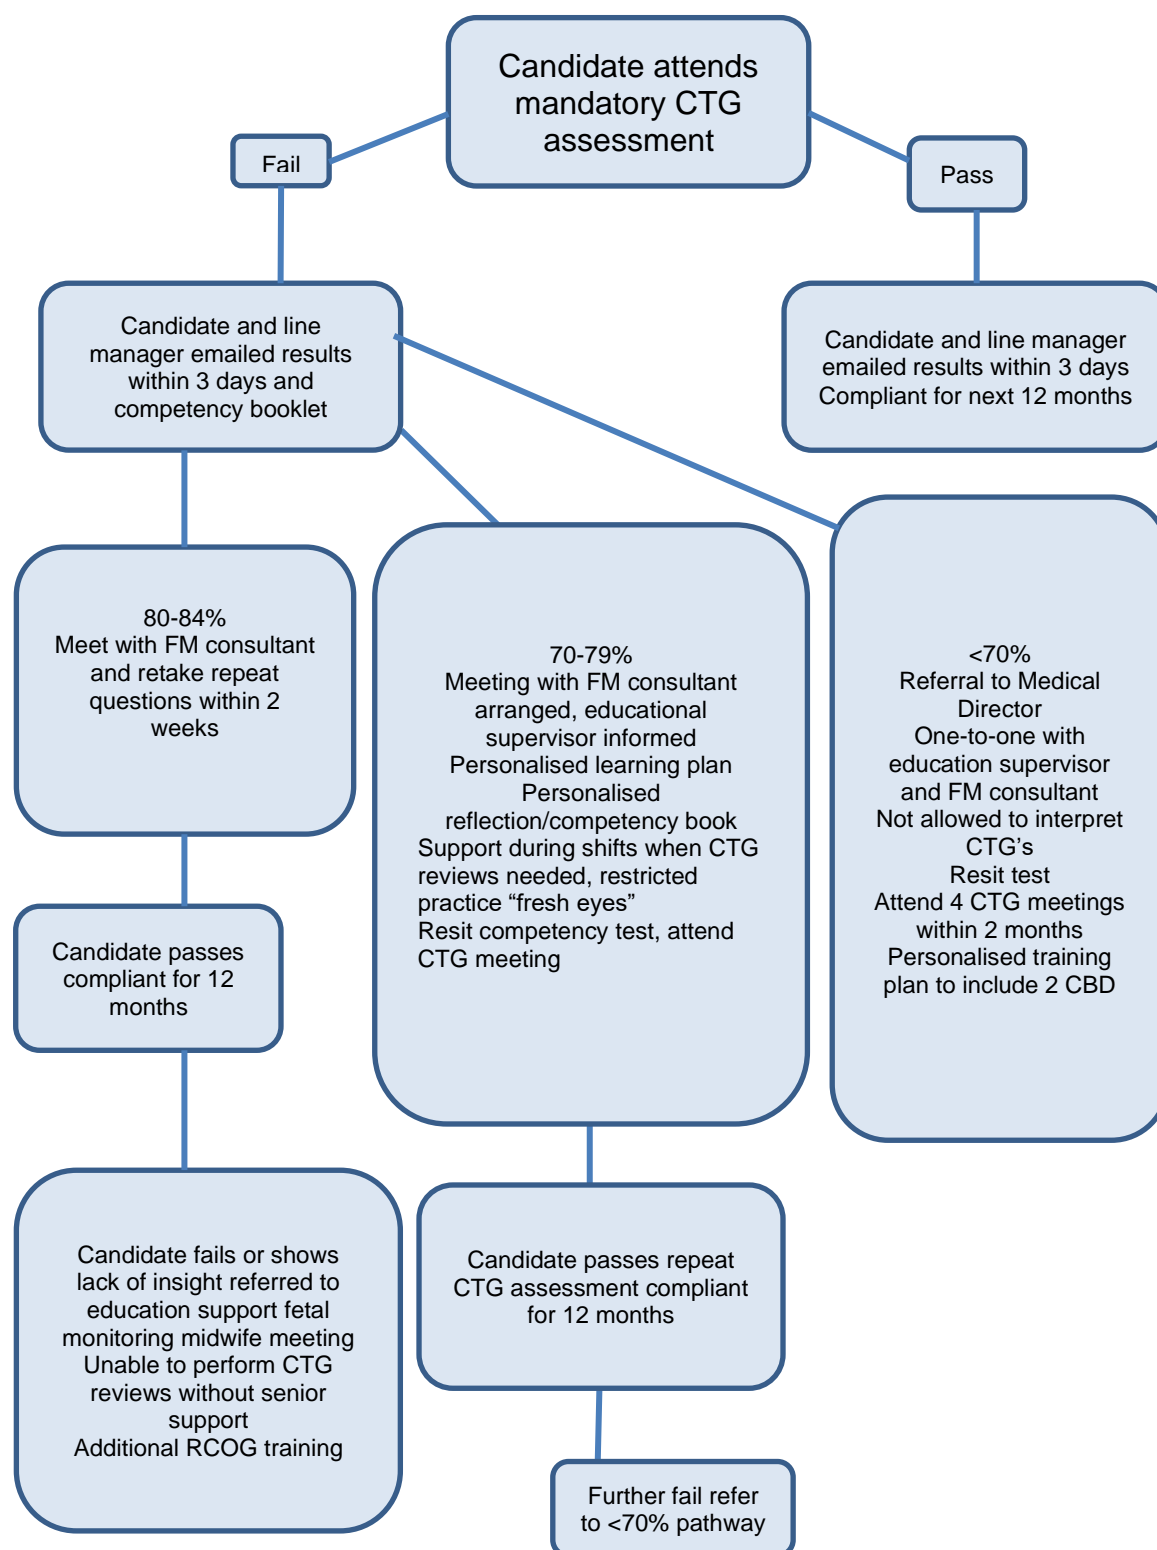 Candidate attends
mandatory CTG
assessment
Fail
Pass
Candidate and line
manager emailed results
within 3 days and
competency booklet
Candidate and line manager
emailed results within 3 days
Compliant for next 12 months
80-84%
Meet with FM consultant
and retake repeat
questions within 2
weeks
70-79%
Meeting with FM consultant
arranged, educational
supervisor informed
Personalised learning plan
Personalised
reflection/competency book
Support during shifts when CTG
reviews needed, restricted
practice “fresh eyes”
Resit competency test, attend
CTG meeting
<70%
Referral to Medical
Director
One-to-one with
education supervisor
and FM consultant
Not allowed to interpret
CTG’s
Resit test
Attend 4 CTG meetings
within 2 months
Personalised training
plan to include 2 CBD
Candidate passes
compliant for 12
months
Candidate fails or shows
lack of insight referred to
education support fetal
monitoring midwife meeting
Unable to perform CTG
reviews without senior
support
Additional RCOG training
Candidate passes repeat
CTG assessment compliant
for 12 months
Further fail refer
to <70% pathway